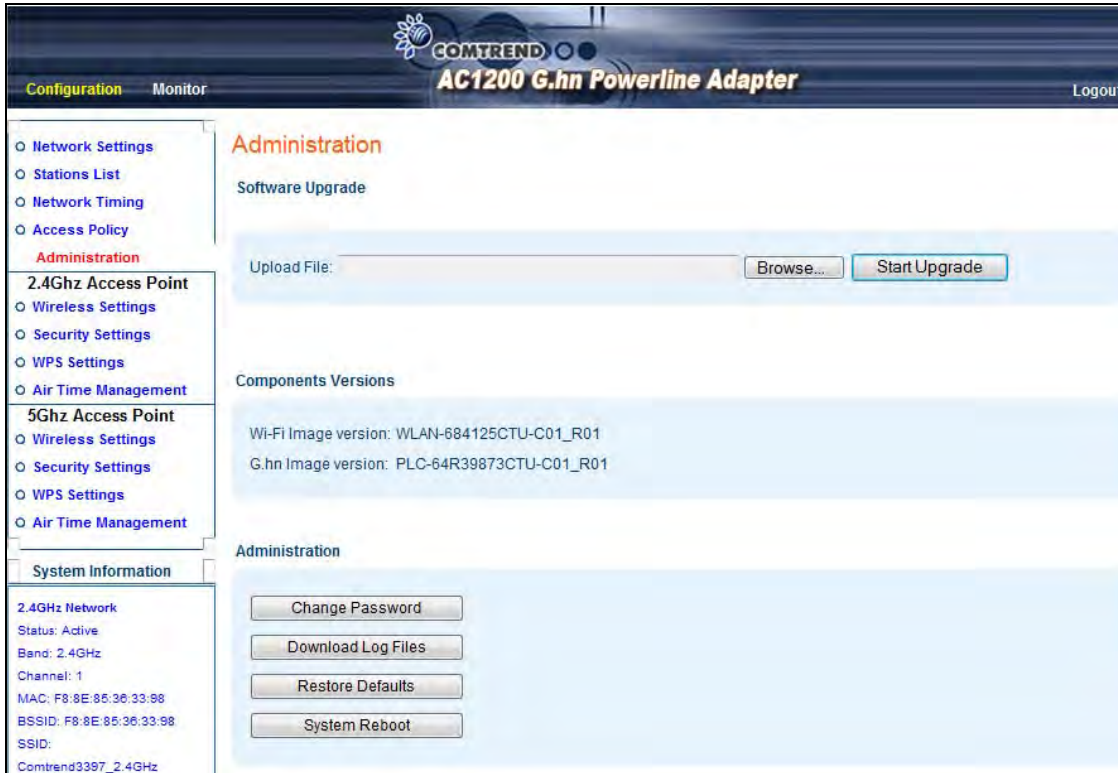 COMTREND
AC1200 G.hn Powerline Adapter
Configuration Monitor
Logout
Network Settings
Stations List
Network Timing
Access Policy
Administration
2.4Ghz Access Point
Wireless Settings
Security Settings
WPS Settings
Air Time Management
5Ghz Access Point
Wireless Settings
Security Settings
WPS Settings
Air Time Management
System Information
2.4GHz Network
Status: Active
Band: 2.4GHz
Channel: 1
MAC: F8:8E:85:36:33:98
BSSID: F8:8E:85:36:33:98
SSID:
Comtrend3397_2.4GHz
Administration
Software Upgrade
Upload File: Browse... Start Upgrade
Components Versions
Wi-Fi Image version: WLAN-684125CTU-C01_R01
G.hn Image version: PLC-64R39873CTU-C01_R01
Administration
Change Password
Download Log Files
Restore Defaults
System Reboot